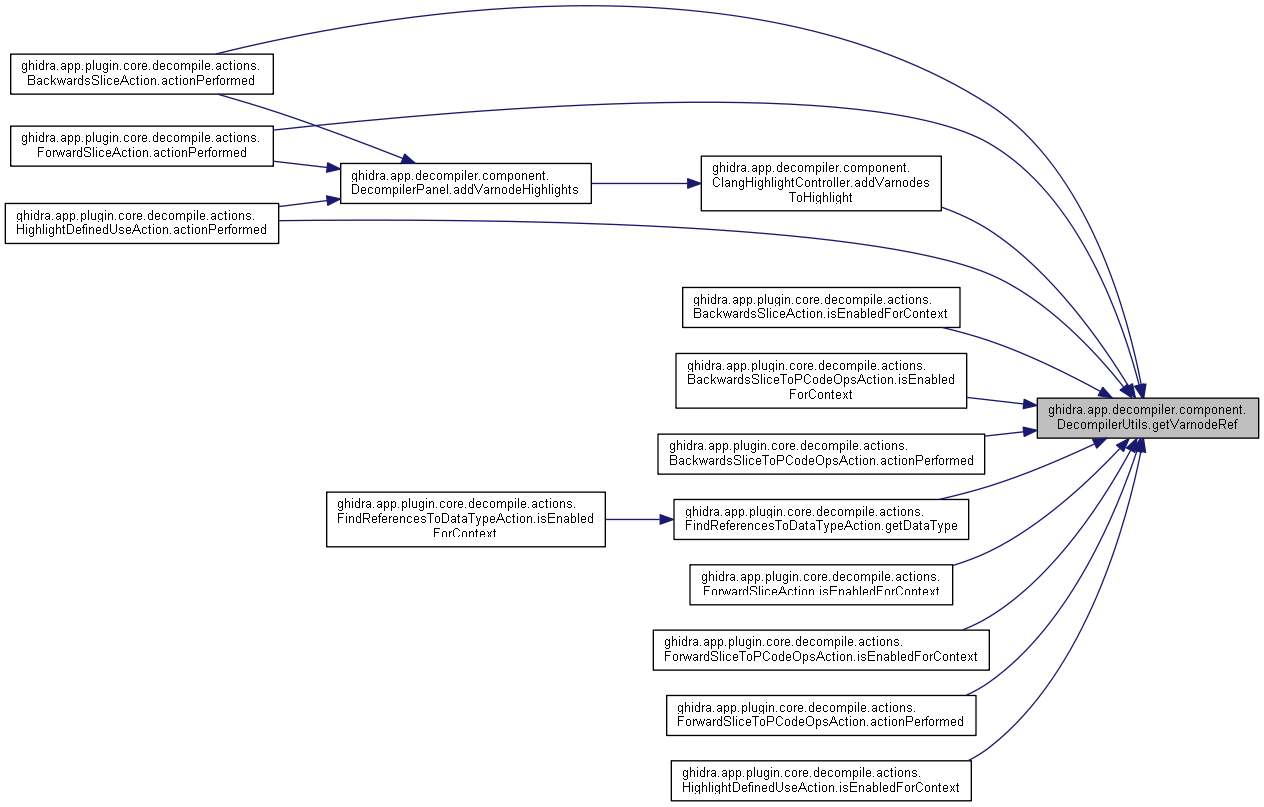 ghidra.app.plugin.core.decompile.actions.
BackwardsSliceAction.actionPerformed
ghidra.app.plugin.core.decompile.actions.
ForwardSliceAction.actionPerformed
ghidra.app.plugin.core.decompile.actions.
HighlightDefinedUseAction.actionPerformed
ghidra.app.decompiler.component.
DecompilerPanel.addVarnodeHighlights
ghidra.app.decompiler.component.
ClangHighlightController.addVarnodes
ToHighlight
ghidra.app.plugin.core.decompile.actions.
BackwardsSliceAction.isEnabledForContext
ghidra.app.plugin.core.decompile.actions.
BackwardsSliceToPCodeOpsAction.isEnabled
ForContext
ghidra.app.decompiler.component.
DecompilerUtils.getVarnodeRef
ghidra.app.plugin.core.decompile.actions.
BackwardsSliceToPCodeOpsAction.actionPerformed
ghidra.app.plugin.core.decompile.actions.
FindReferencesToDataTypeAction.isEnabled
ForContext
ghidra.app.plugin.core.decompile.actions.
FindReferencesToDataTypeAction.getDataType
ghidra.app.plugin.core.decompile.actions.
ForwardSliceAction.isEnabledForContext
ghidra.app.plugin.core.decompile.actions.
ForwardSliceToPCodeOpsAction.isEnabledForContext
ghidra.app.plugin.core.decompile.actions.
ForwardSliceToPCodeOpsAction.actionPerformed
ghidra.app.plugin.core.decompile.actions.
HighlightDefinedUseAction.isEnabledForContext